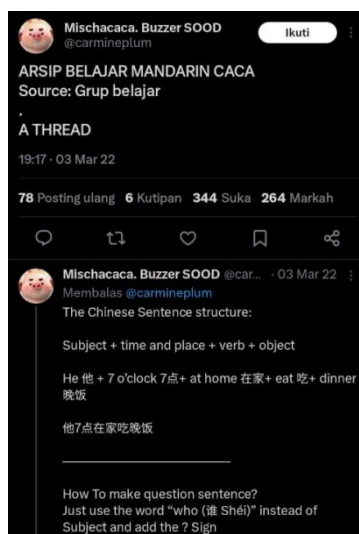 Mischacaca. Buzzer SOOD
@carmineplum
Ikuti
ARSIP BELAJAR MANDARIN CACA
Source: Grup belajar
.
A THREAD
19:17 · 03 Mar 22
78 Posting ulang 6 Kutipan 344 Suka 264 Markah
Mischacaca. Buzzer SOOD @car... · 03 Mar 22
Membalas @carmineplum
The Chinese Sentence structure:
Subject + time and place + verb + object
He 他 + 7 o'clock 7点+ at home 在家+ eat 吃+ dinner
晚饭
他7点在家吃晚饭
How To make question sentence?
Just use the word “who (谁 Shéi)” instead of
Subject and add the ? Sign